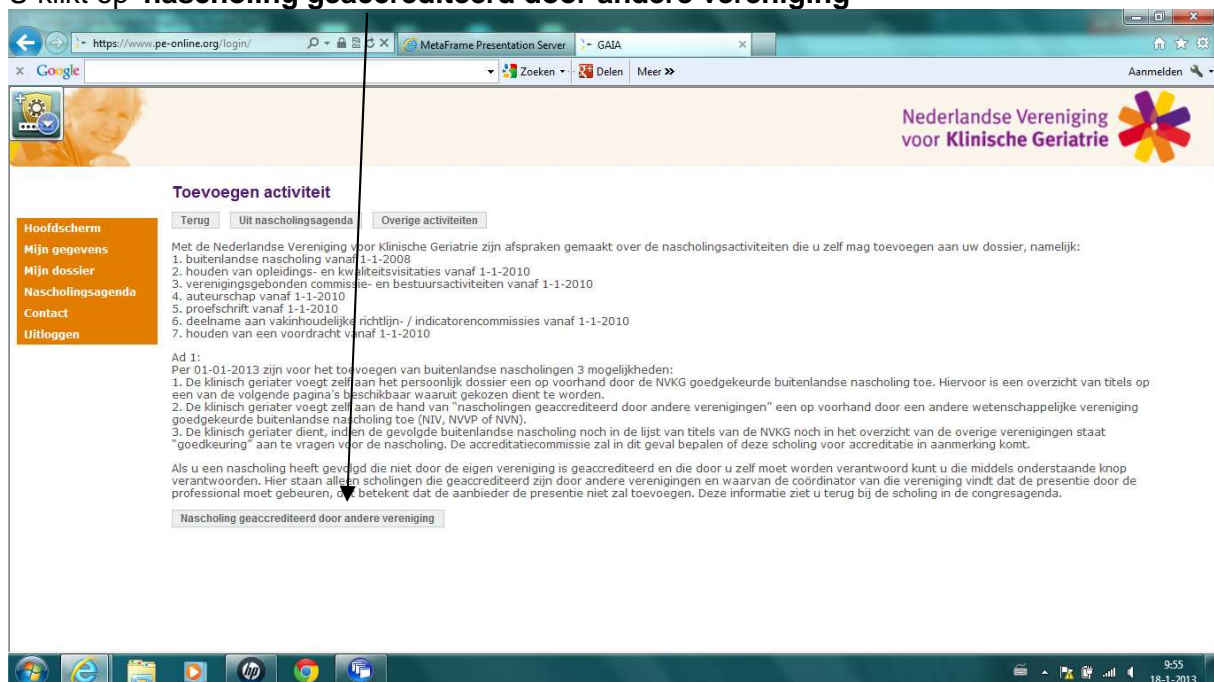 U klikt op 'nascholing geaccrediteerd door andere vereniging'
https://www.pe-online.org/login/
MetaFrame Presentation Server
GAIA
x Google
Zoeken
Delen
Meer »
Aanmelden
Nederlandse Vereniging
voor Klinische Geriatrie
Toevoegen activiteit
Terug
Uit nascholingsagenda
Overige activiteiten
Hoofdscherm
Mijn gegevens
Mijn dossier
Nascholingsagenda
Contact
Uitloggen
Met de Nederlandse Vereniging voor Klinische Geriatrie zijn afspraken gemaakt over de nascholingsactiviteiten die u zelf mag toevoegen aan uw dossier, namelijk:
1. buitenlandse nascholing vanaf 1-1-2008
2. houden van opleidings- en kwaliteitsvisitaties vanaf 1-1-2010
3. verenigingsgebonden commissie- en bestuursactiviteiten vanaf 1-1-2010
4. auteurschap vanaf 1-1-2010
5. proefschrift vanaf 1-1-2010
6. deelname aan vakinhoudelijke richtlijn- / indicatorencommissies vanaf 1-1-2010
7. houden van een voordracht vanaf 1-1-2010
Ad 1:
Per 01-01-2013 zijn voor het toevoegen van buitenlandse nascholingen 3 mogelijkheden:
1. De klinisch geriater voegt zelf aan het persoonlijk dossier een op voorhand door de NVKG goedgekeurde buitenlandse nascholing toe. Hiervoor is een overzicht van titels op
een van de volgende pagina's beschikbaar waaruit gekozen dient te worden.
2. De klinisch geriater voegt zelf aan de hand van "nascholingen geaccrediteerd door andere verenigingen" een op voorhand door een andere wetenschappelijke vereniging
goedgekeurde buitenlandse nascholing toe (NIV, NVVP of NVN).
3. De klinisch geriater dient, indien de gevolgde buitenlandse nascholing noch in de lijst van titels van de NVKG noch in het overzicht van de overige verenigingen staat
"goedkeuring" aan te vragen voor de nascholing. De accreditatiecommissie zal in dit geval bepalen of deze scholing voor accreditatie in aanmerking komt.
Als u een nascholing heeft gevolgd die niet door de eigen vereniging is geaccrediteerd en die door u zelf moet worden verantwoord kunt u die middels onderstaande knop
verantwoorden. Hier staan alleen scholingen die geaccrediteerd zijn door andere verenigingen en waarvan de coördinator van die vereniging vindt dat de presentie door de
professional moet gebeuren, dit betekent dat de aanbieder de presentie niet zal toevoegen. Deze informatie ziet u terug bij de scholing in de congresagenda.
Nascholing geaccrediteerd door andere vereniging
hp
9:55
18-1-2013